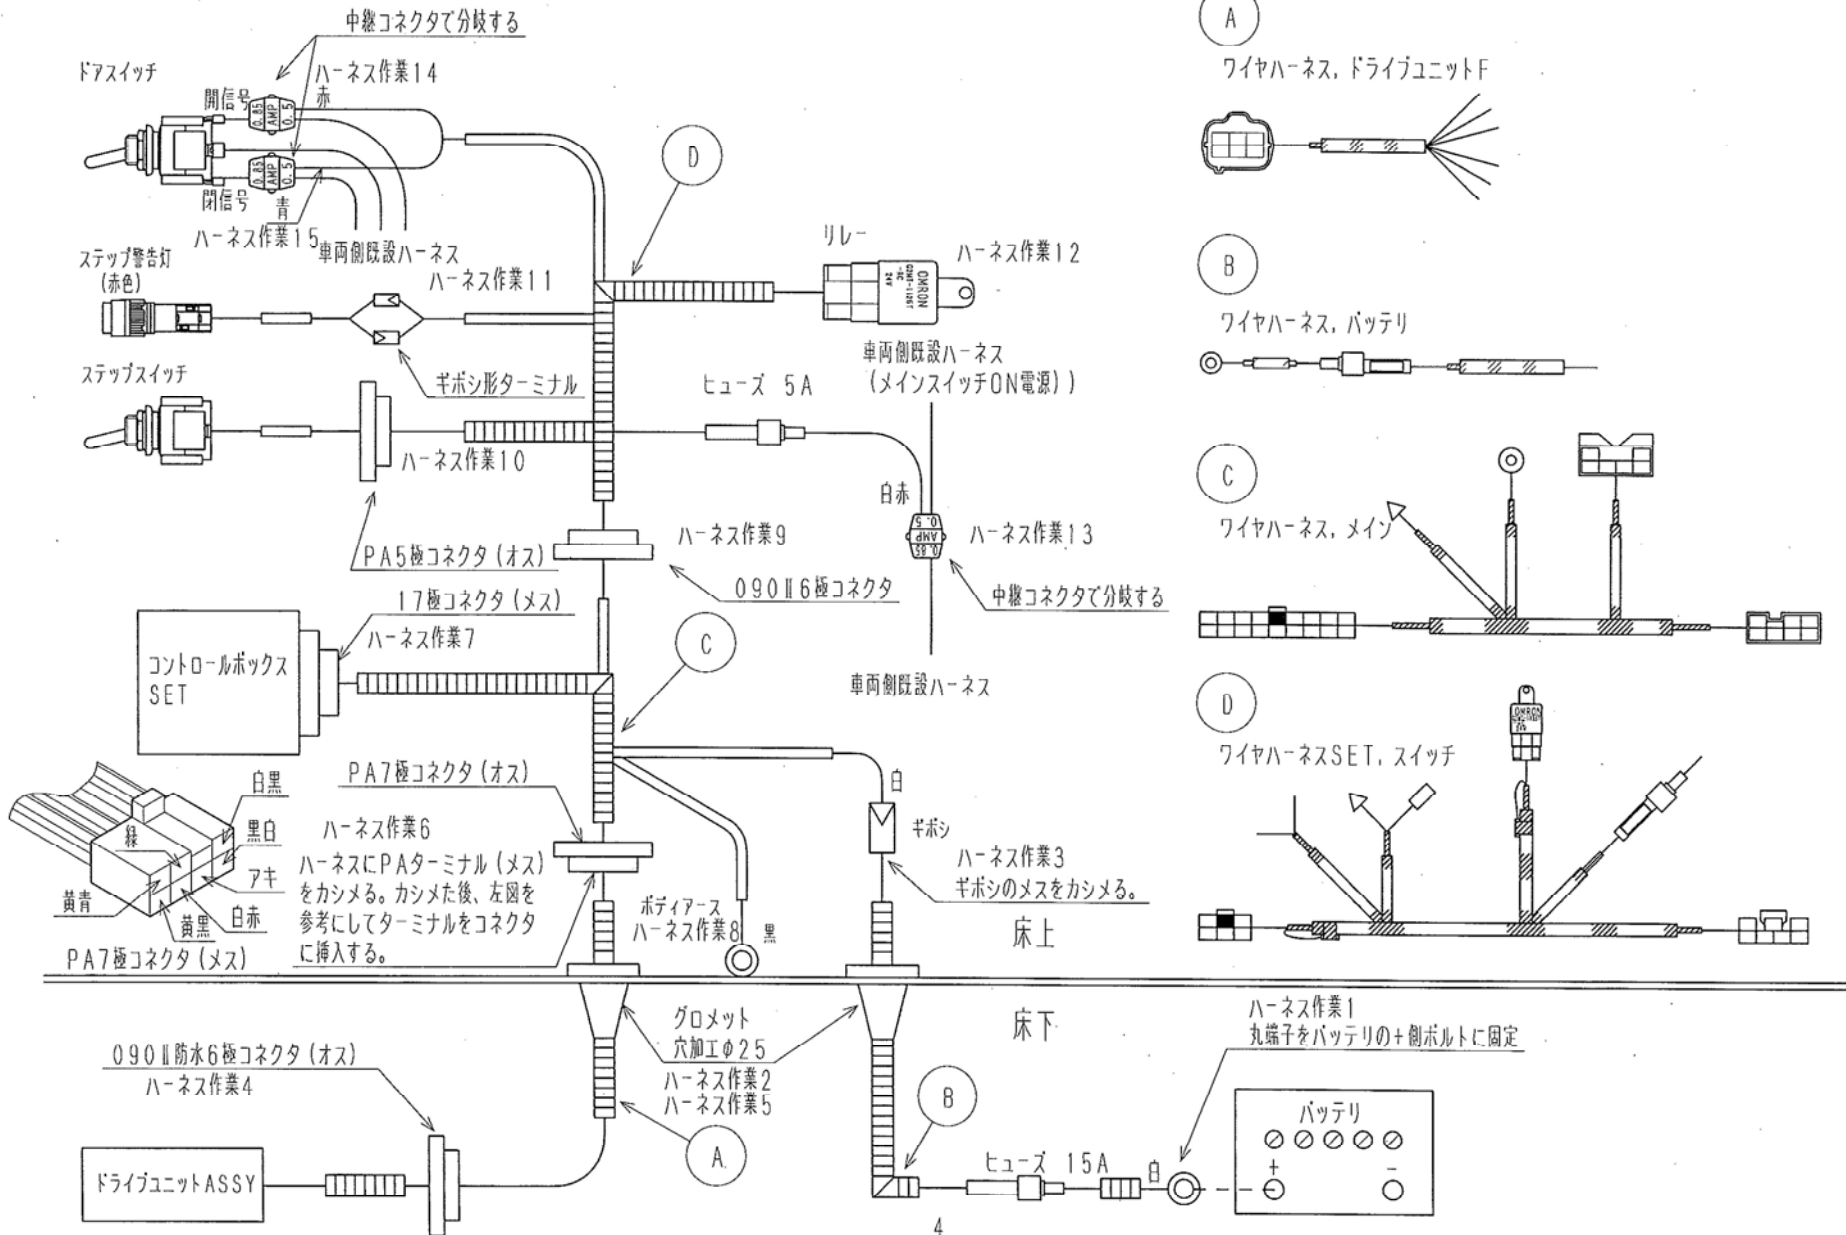 中継コネクタで分岐する
ドアスイッチ
ハーネス作業14
開信号
赤
0.85
AMP
0.5
0.85
AMP
0.5
閉信号
青
ハーネス作業15
車両側既設ハーネス
D
ステップ警告灯
(赤色)
ハーネス作業11
ギボシ形ターミナル
リレー
ハーネス作業12
OMRON
24V
ステップスイッチ
ハーネス作業10
PA5極コネクタ(オス)
ヒューズ 5A
車両側既設ハーネス
(メインスイッチON電源))
白赤
0.5
AMP
0.85
ハーネス作業13
中継コネクタで分岐する
車両側既設ハーネス
ハーネス作業9
090Ⅱ6極コネクタ
17極コネクタ(メス)
ハーネス作業7
コントロールボックス
SET
C
PA7極コネクタ(オス)
白黒
黒白
アキ
緑
黄青
黄黒
白赤
PA7極コネクタ(メス)
ハーネス作業6
ハーネスにPAターミナル(メス)
をカシメる。カシメた後、左図を
参考にしてターミナルをコネクタ
に挿入する。
ボディアース
ハーネス作業8
黒
白
ギボシ
ハーネス作業3
ギボシのメスをカシメる。
床上
床下
グロメット
穴加工φ25
ハーネス作業2
ハーネス作業5
090Ⅱ防水6極コネクタ(オス)
ハーネス作業4
ドライブユニットASSY
A
B
ヒューズ 15A
白
ハーネス作業1
丸端子をバッテリの+側ボルトに固定
バッテリ
+
-
4
A
ワイヤハーネス,ドライブユニットF
B
ワイヤハーネス,バッテリ
C
ワイヤハーネス,メイン
D
ワイヤハーネスSET,スイッチ
OMRON